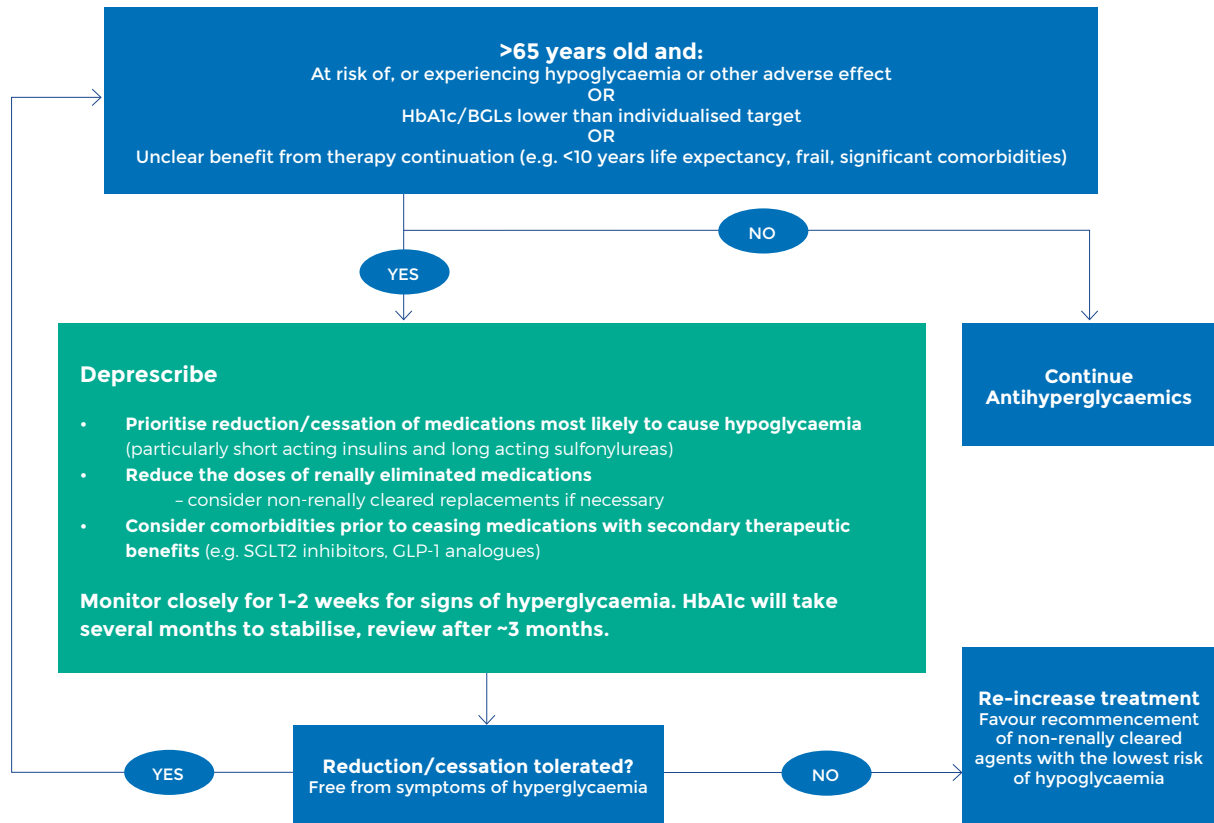 >65 years old and:
At risk of, or experiencing hypoglycaemia or other adverse effect
OR
HbA1c/BGLs lower than individualised target
OR
Unclear benefit from therapy continuation (e.g. <10 years life expectancy, frail, significant comorbidities)
NO
YES
Deprescribe
• Prioritise reduction/cessation of medications most likely to cause hypoglycaemia
(particularly short acting insulins and long acting sulfonylureas)
• Reduce the doses of renally eliminated medications
– consider non-renally cleared replacements if necessary
• Consider comorbidities prior to ceasing medications with secondary therapeutic
benefits (e.g. SGLT2 inhibitors, GLP-1 analogues)
Monitor closely for 1-2 weeks for signs of hyperglycaemia. HbA1c will take
several months to stabilise, review after ~3 months.
Continue
Antihyperglycaemics
Reduction/cessation tolerated?
Free from symptoms of hyperglycaemia
YES
NO
Re-increase treatment
Favour recommencement
of non-renally cleared
agents with the lowest risk
of hypoglycaemia